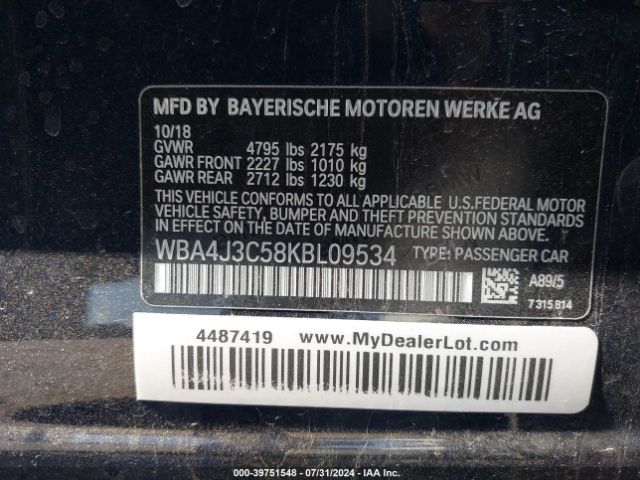 MFD BY BAYERISCHE MOTOREN WERKE AG
10/18
GVWR 4795 lbs 2175 kg
GAWR FRONT 2227 lbs 1010 kg
GAWR REAR 2712 lbs 1230 kg
THIS VEHICLE CONFORMS TO ALL APPLICABLE U.S.FEDERAL MOTOR
VEHICLE SAFETY, BUMPER AND THEFT PREVENTION STANDARDS
IN EFFECT ON THE DATE OF MANUFACTURE SHOWN ABOVE.
WBA4J3C58KBL09534 TYPE: PASSENGER CAR
A89/5
7 315 814
4487419 www.MyDealerLot.com
000-39751548 - 07/31/2024 - IAA Inc.